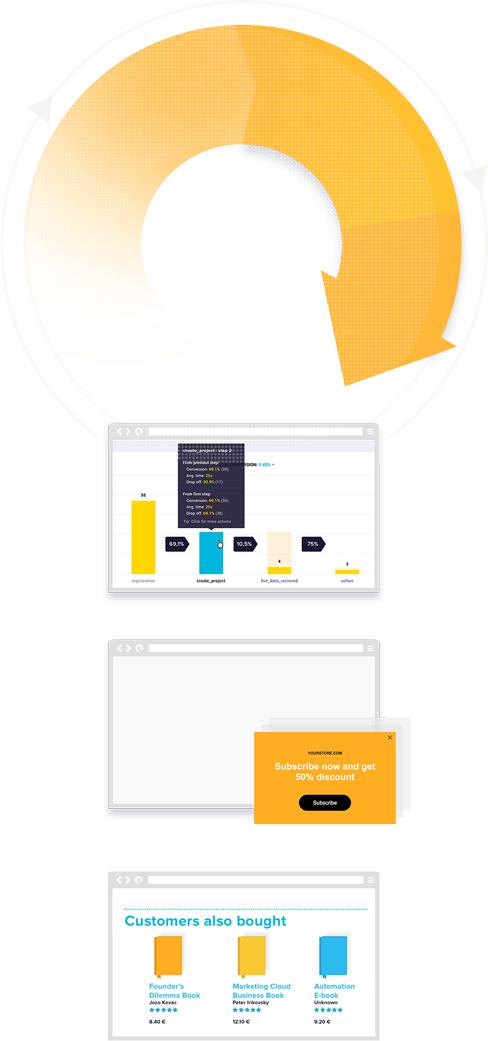 create_project: step 2
From previous step:
Conversion: 69.1% (38)
Avg. time 25s
Drop off: 30.9% (17)
From first step:
Conversion: 69.1% (38)
Avg. time 25s
Drop off: 69.1% (38)
Tip: Click for more actions
5.45%
55
69,1%
10,5%
4
75%
3
registration
create_project
live_data_recieved
action
YOURSTORE.COM
Subscribe now and get
50% discount
Subscribe
Customers also bought
Founder's
Dilemma Book
Jozo Kovac
8.40 €
Marketing Cloud
Business Book
Peter Irikovsky
12.10 €
Automation
E-book
Unknown
9.20 €